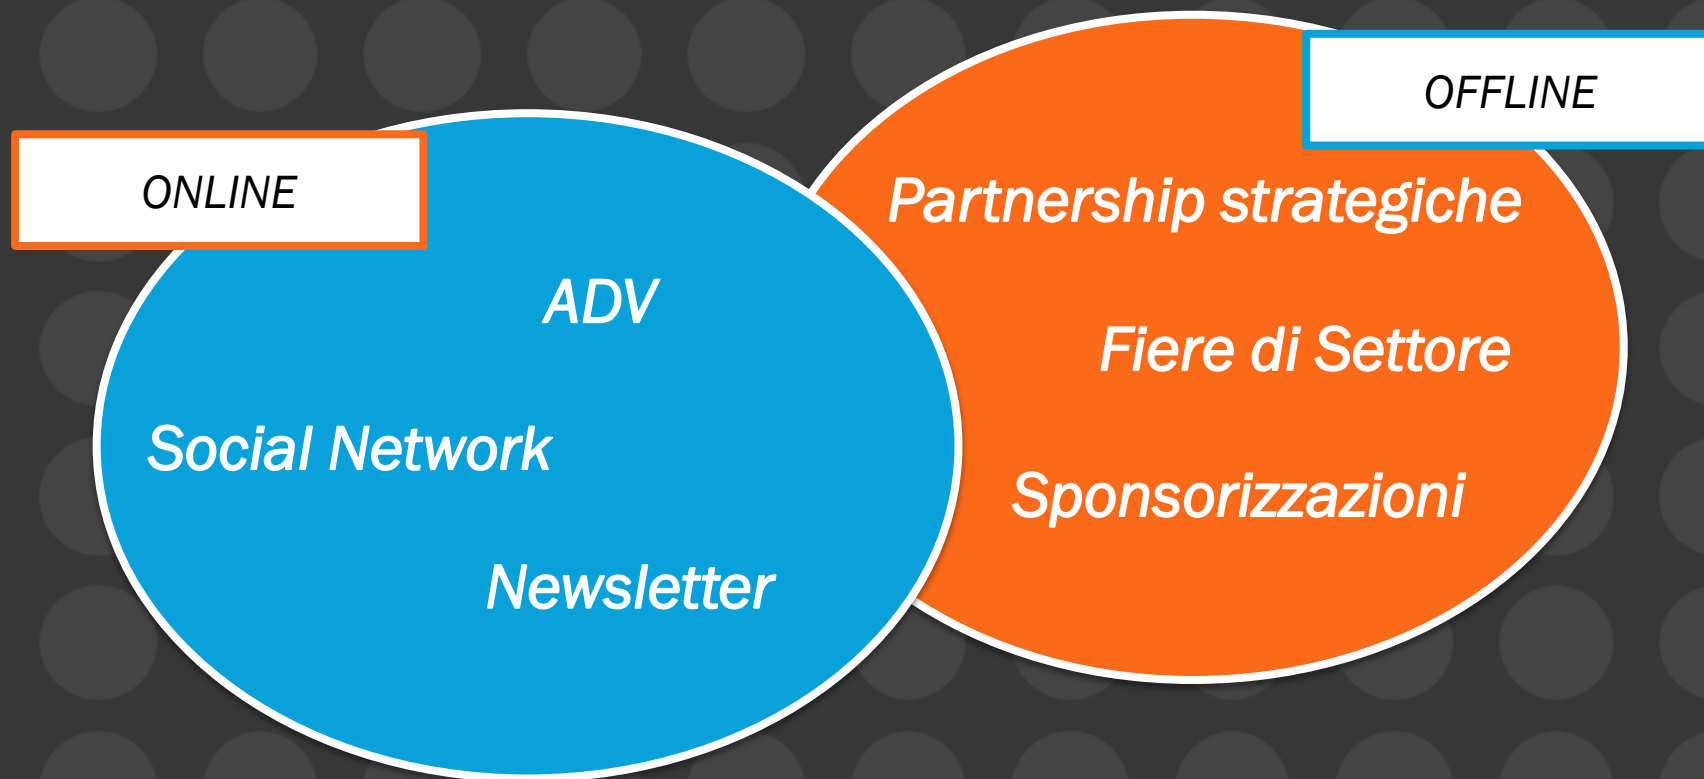 ONLINE
ADV
Social Network
Newsletter
OFFLINE
Partnership strategiche
Fiere di Settore
Sponsorizzazioni